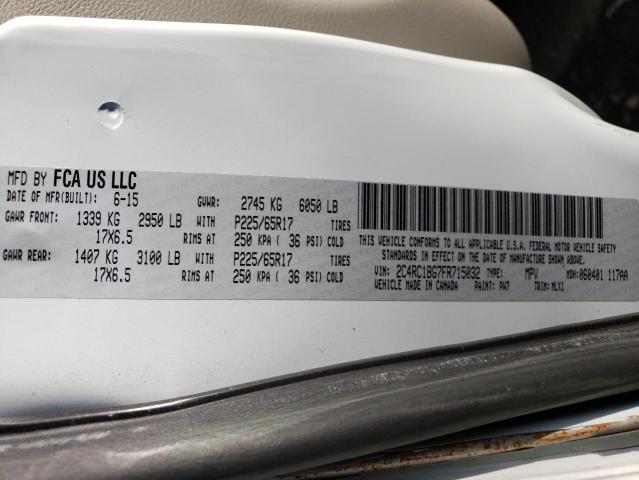 MFD BY FCA US LLC
DATE OF MFR(BUILT): 6-15 GVWR: 2745 KG 6050 LB
GAWR FRONT: 1339 KG 2950 LB WITH P225/65R17 TIRES
17X6.5 RIMS AT 250 KPA ( 36 PSI) COLD
GAWR REAR: 1407 KG 3100 LB WITH P225/65R17 TIRES
17X6.5 RIMS AT 250 KPA ( 36 PSI) COLD
THIS VEHICLE CONFORMS TO ALL APPLICABLE U.S.A. FEDERAL MOTOR VEHICLE SAFETY
STANDARDS IN EFFECT ON THE DATE OF MANUFACTURE SHOWN ABOVE.
VIN: 2C4RC1BG7FR715032 TYPE: MPV MDH:060401 117AA
VEHICLE MADE IN CANADA PAINT: PW7 TRIM: MLX1